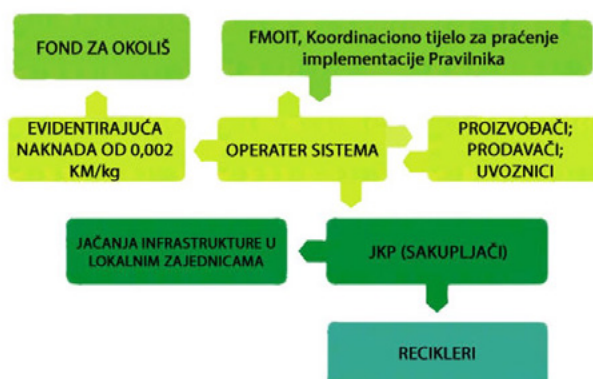 FOND ZA OKOLIŠ
FMOIT, Koordinaciono tijelo za praćenje
implementacije Pravilnika
EVIDENTIRAJUĆA
NAKNADA OD 0,002
KM/kg
OPERATER SISTEMA
PROIZVOĐAČI;
PRODAVAČI;
UVOZNICI
JAČANJA INFRASTRUKTURE U
LOKALNIM ZAJEDNICAMA
JKP (SAKUPLJAČI)
RECIKLERI